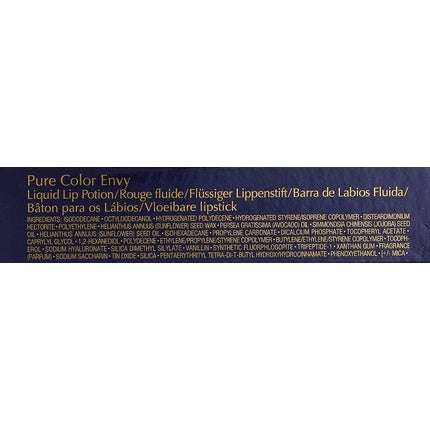 Pure Color Envy
Liquid Lip Potion/Rouge fluide/Flüssiger Lippenstift/Barra de Labios Fluida/
Bâton para os Lábios/Vloeibare lipstick
INGREDIENTS: ISODODECANE • OCTYLDODECANOL • HYDROGENATED POLYDECENE • HYDROGENATED STYRENE/ISOPRENE COPOLYMER • DISTEARDIMONIUM
HECTORITE • POLYETHYLENE • HELIANTHUS ANNUUS (SUNFLOWER) SEED WAX • PERSEA GRATISSIMA (AVOCADO) OIL • SIMMONDSIA CHINENSIS (JOJOBA) SEED
OIL • HELIANTHUS ANNUUS (SUNFLOWER) SEED OIL • ISOHEXADECANE • PROPYLENE CARBONATE • DICALCIUM PHOSPHATE • TOCOPHERYL ACETATE •
CAPRYLYL GLYCOL • 1,2-HEXANEDIOL • POLYDECENE • ETHYLENE/PROPYLENE/STYRENE COPOLYMER • BUTYLENE/ETHYLENE/STYRENE COPOLYMER • TOCOPH-
EROL • SODIUM HYALURONATE • SILICA DIMETHYL SILYLATE • VANILLIN • SYNTHETIC FLUORPHLOGOPITE • TRIPEPTIDE-1 • XANTHAN GUM • FRAGRANCE
(PARFUM) • SODIUM SACCHARIN • TIN OXIDE • SILICA • PENTAERYTHRITYL TETRA-DI-T-BUTYL HYDROXYHYDROCINNAMATE • PHENOXYETHANOL • [+/- MICA •